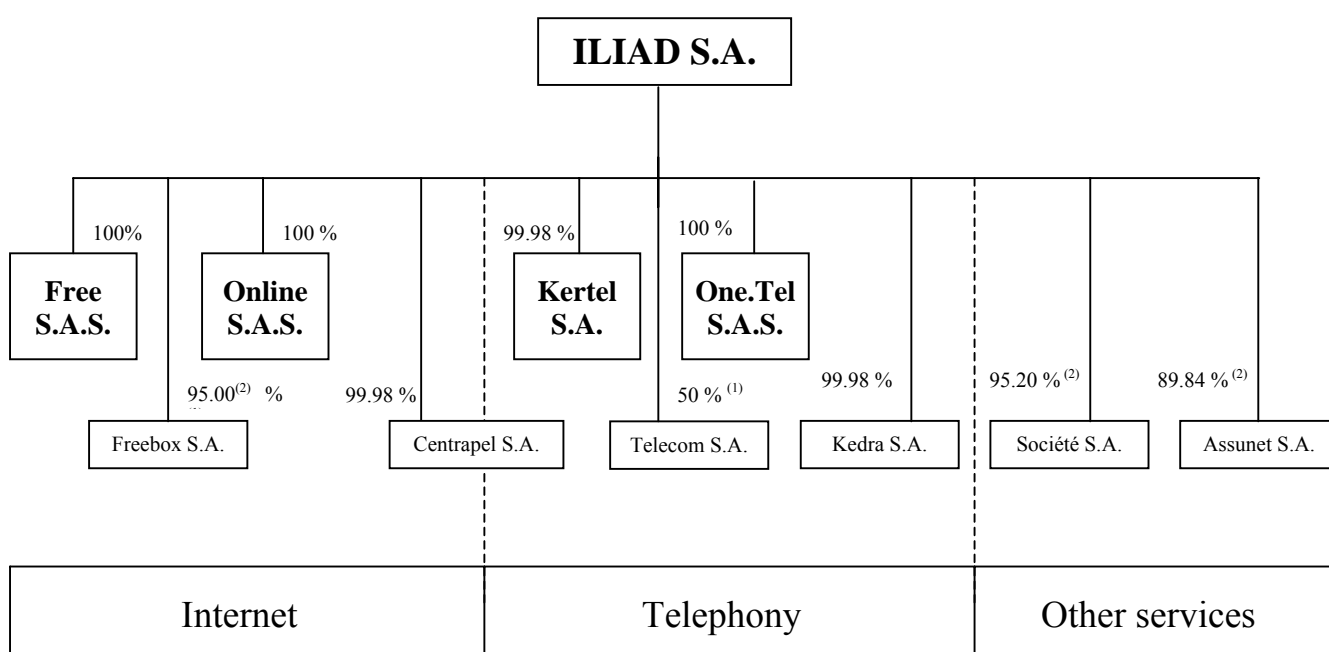 ILIAD S.A.
100%
100 %
99.98 %
100 %
Free
S.A.S.
Online
S.A.S.
Kertel
S.A.
One.Tel
S.A.S.
95.00(2) %
99.98 %
50 % (1)
99.98 %
95.20 % (2)
89.84 % (2)
Freebox S.A.
Centrapel S.A.
Telecom S.A.
Kedra S.A.
Société S.A.
Assunet S.A.
Internet
Telephony
Other services